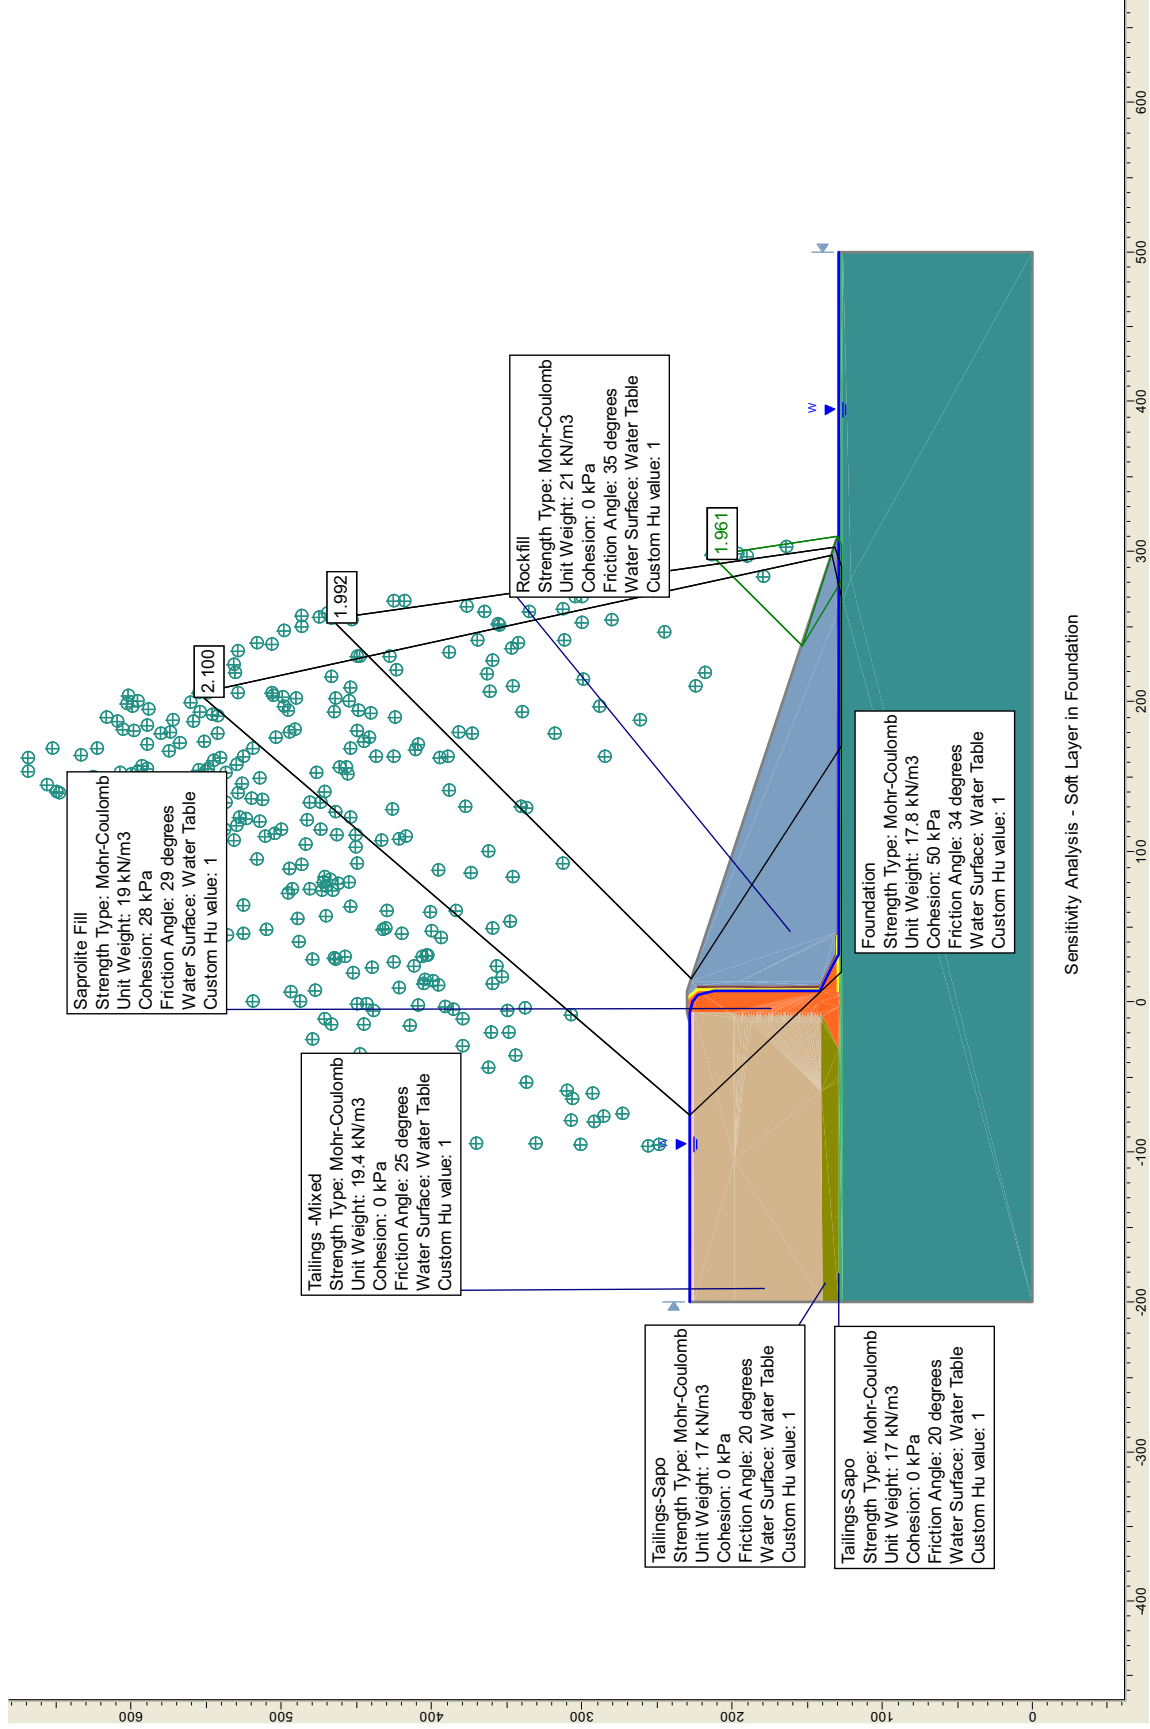 2.100
1.992
1.961
Saprolite Fill
Strength Type: Mohr-Coulomb
Unit Weight: 19 kN/m3
Cohesion: 28 kPa
Friction Angle: 29 degrees
Water Surface: Water Table
Custom Hu value: 1
Tailings -Mixed
Strength Type: Mohr-Coulomb
Unit Weight: 19.4 kN/m3
Cohesion: 0 kPa
Friction Angle: 25 degrees
Water Surface: Water Table
Custom Hu value: 1
Rockfill
Strength Type: Mohr-Coulomb
Unit Weight: 21 kN/m3
Cohesion: 0 kPa
Friction Angle: 35 degrees
Water Surface: Water Table
Custom Hu value: 1
Tailings-Sapo
Strength Type: Mohr-Coulomb
Unit Weight: 17 kN/m3
Cohesion: 0 kPa
Friction Angle: 20 degrees
Water Surface: Water Table
Custom Hu value: 1
Tailings-Sapo
Strength Type: Mohr-Coulomb
Unit Weight: 17 kN/m3
Cohesion: 0 kPa
Friction Angle: 20 degrees
Water Surface: Water Table
Custom Hu value: 1
Foundation
Strength Type: Mohr-Coulomb
Unit Weight: 17.8 kN/m3
Cohesion: 50 kPa
Friction Angle: 34 degrees
Water Surface: Water Table
Custom Hu value: 1
W
W
Sensitivity Analysis - Soft Layer in Foundation
600
500
400
300
200
100
0
-400
-300
-200
-100
0
100
200
300
400
500
600